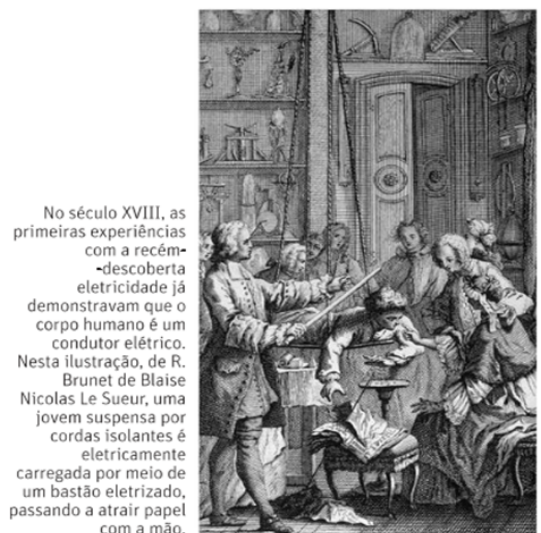 No século XVIII, as
primeiras experiências
com a recém-
-descoberta
eletricidade já
demonstravam que o
corpo humano é um
condutor elétrico.
Nesta ilustração, de R.
Brunet de Blaise
Nicolas Le Sueur, uma
jovem suspensa por
cordas isolantes é
eletricamente
carregada por meio de
um bastão eletrizado,
passando a atrair papel
com a mão.